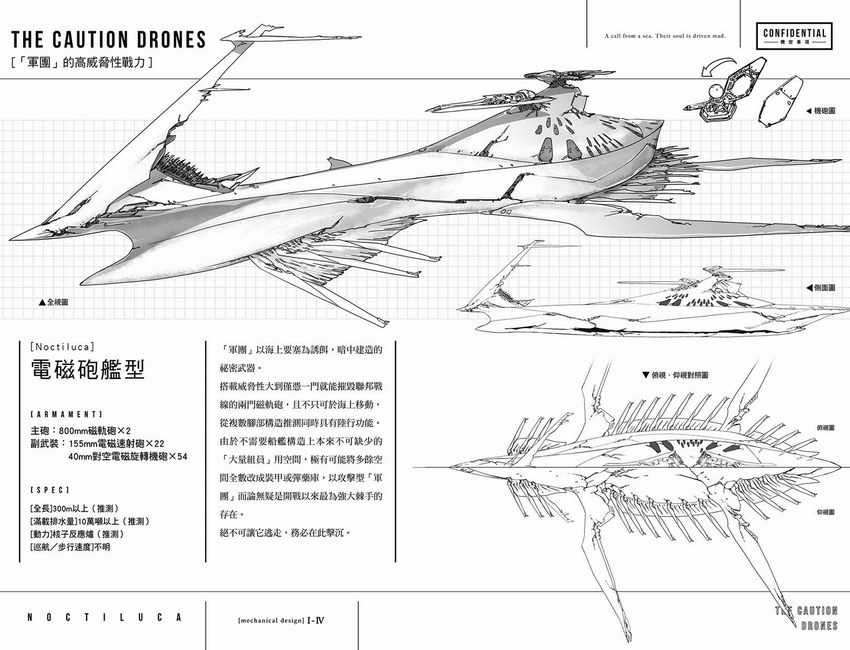 THE CAUTION DRONES
[「軍團」的高威脅性戰力]
A call from a sea. Their soul is driven mad.
CONFIDENTIAL
機密事項
◀機砲圖
▲全視圖
◀側面圖
▼俯視．仰視對照圖
俯視圖
仰視圖
[Noctiluca]
電磁砲艦型
[ARMAMENT]
主砲：800mm磁軌砲×2
副武裝：155mm電磁速射砲×22
40mm對空電磁旋轉機砲×54
[SPEC]
[全長]300m以上（推測）
[滿載排水量]10萬噸以上（推測）
[動力]核子反應爐（推測）
[巡航／步行速度]不明
「軍團」以海上要塞為誘餌，暗中建造的
祕密武器。
搭載威脅性大到僅憑一門就能摧毀聯邦戰
線的兩門磁軌砲，且不只可於海上移動，
從複數腳部構造推測同時具有陸行功能。
由於不需要船艦構造上本來不可缺少的
「大量組員」用空間，極有可能將多餘空
間全數改成裝甲或彈藥庫，以攻擊型「軍
團」而論無疑是開戰以來最為強大棘手的
存在。
絕不可讓它逃走，務必在此擊沉。
NOCTILUCA
[mechanical design] I-IV
THE CAUTION
DRONES